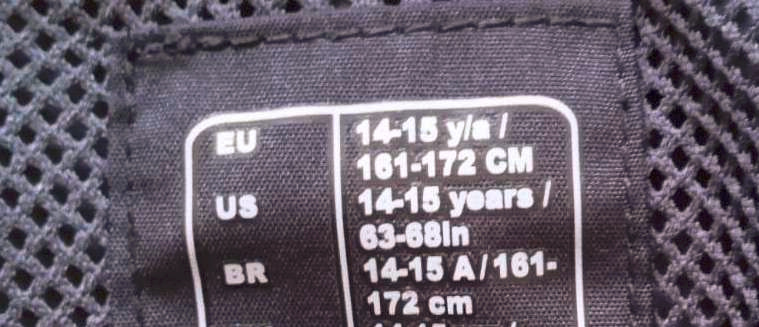 EU 14-15 y/a /
161-172 CM
US 14-15 years /
63-68In
BR 14-15 A/161-
172 cm